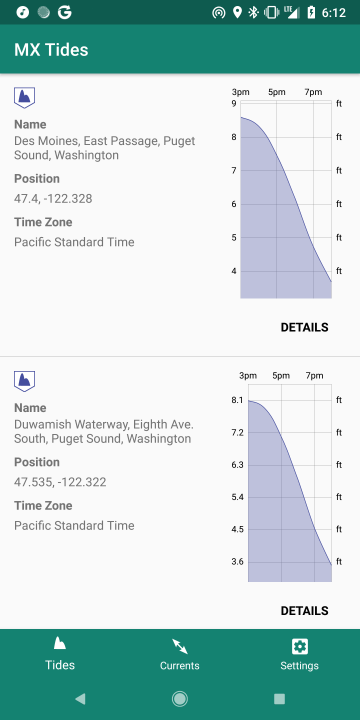 LTE 6:12
MX Tides
Name
Des Moines, East Passage, Puget
Sound, Washington
Position
47.4, -122.328
Time Zone
Pacific Standard Time
3pm 5pm 7pm
9 ft
8 ft
7 ft
6 ft
5 ft
4 ft
DETAILS
Name
Duwamish Waterway, Eighth Ave.
South, Puget Sound, Washington
Position
47.535, -122.322
Time Zone
Pacific Standard Time
3pm 5pm 7pm
8.1 ft
7.2 ft
6.3 ft
5.4 ft
4.5 ft
3.6 ft
DETAILS
Tides Currents Settings